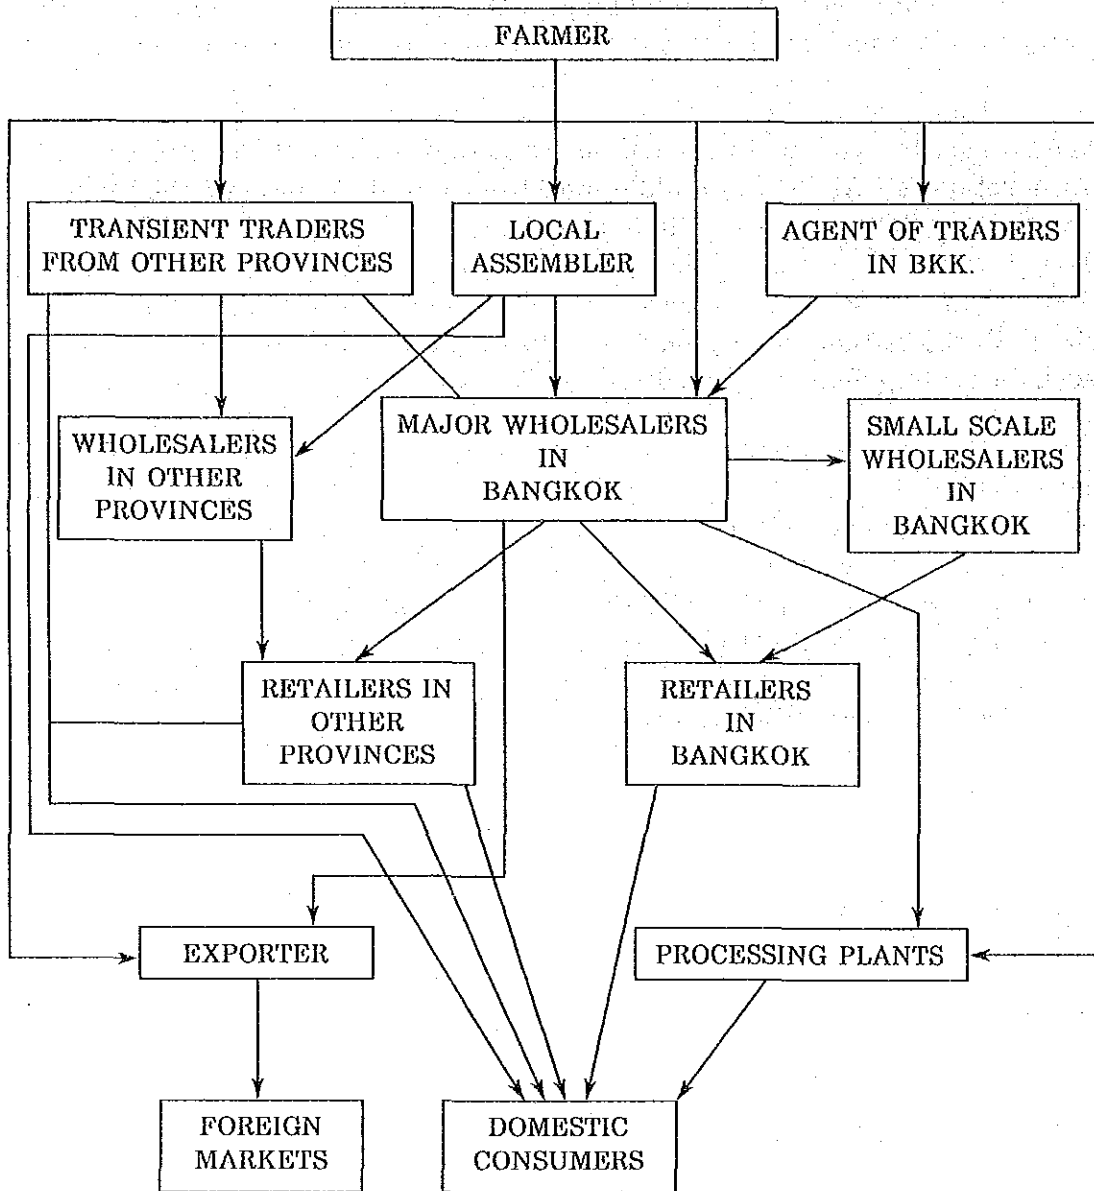 FARMER
TRANSIENT TRADERS
FROM OTHER PROVINCES
LOCAL
ASSEMBLER
AGENT OF TRADERS
IN BKK.
WHOLESALERS
IN OTHER
PROVINCES
MAJOR WHOLESALERS
IN
BANGKOK
SMALL SCALE
WHOLESALERS
IN
BANGKOK
RETAILERS IN
OTHER
PROVINCES
RETAILERS
IN
BANGKOK
EXPORTER
PROCESSING PLANTS
FOREIGN
MARKETS
DOMESTIC
CONSUMERS